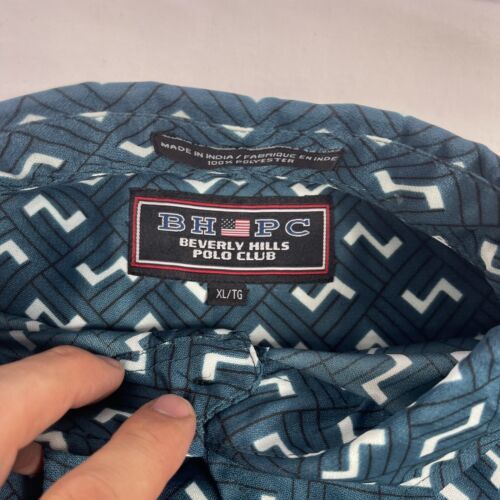 MADE IN INDIA / FABRIQUE EN INDE
100% POLYESTER
BH PC
BEVERLY HILLS
POLO CLUB
XL/TG